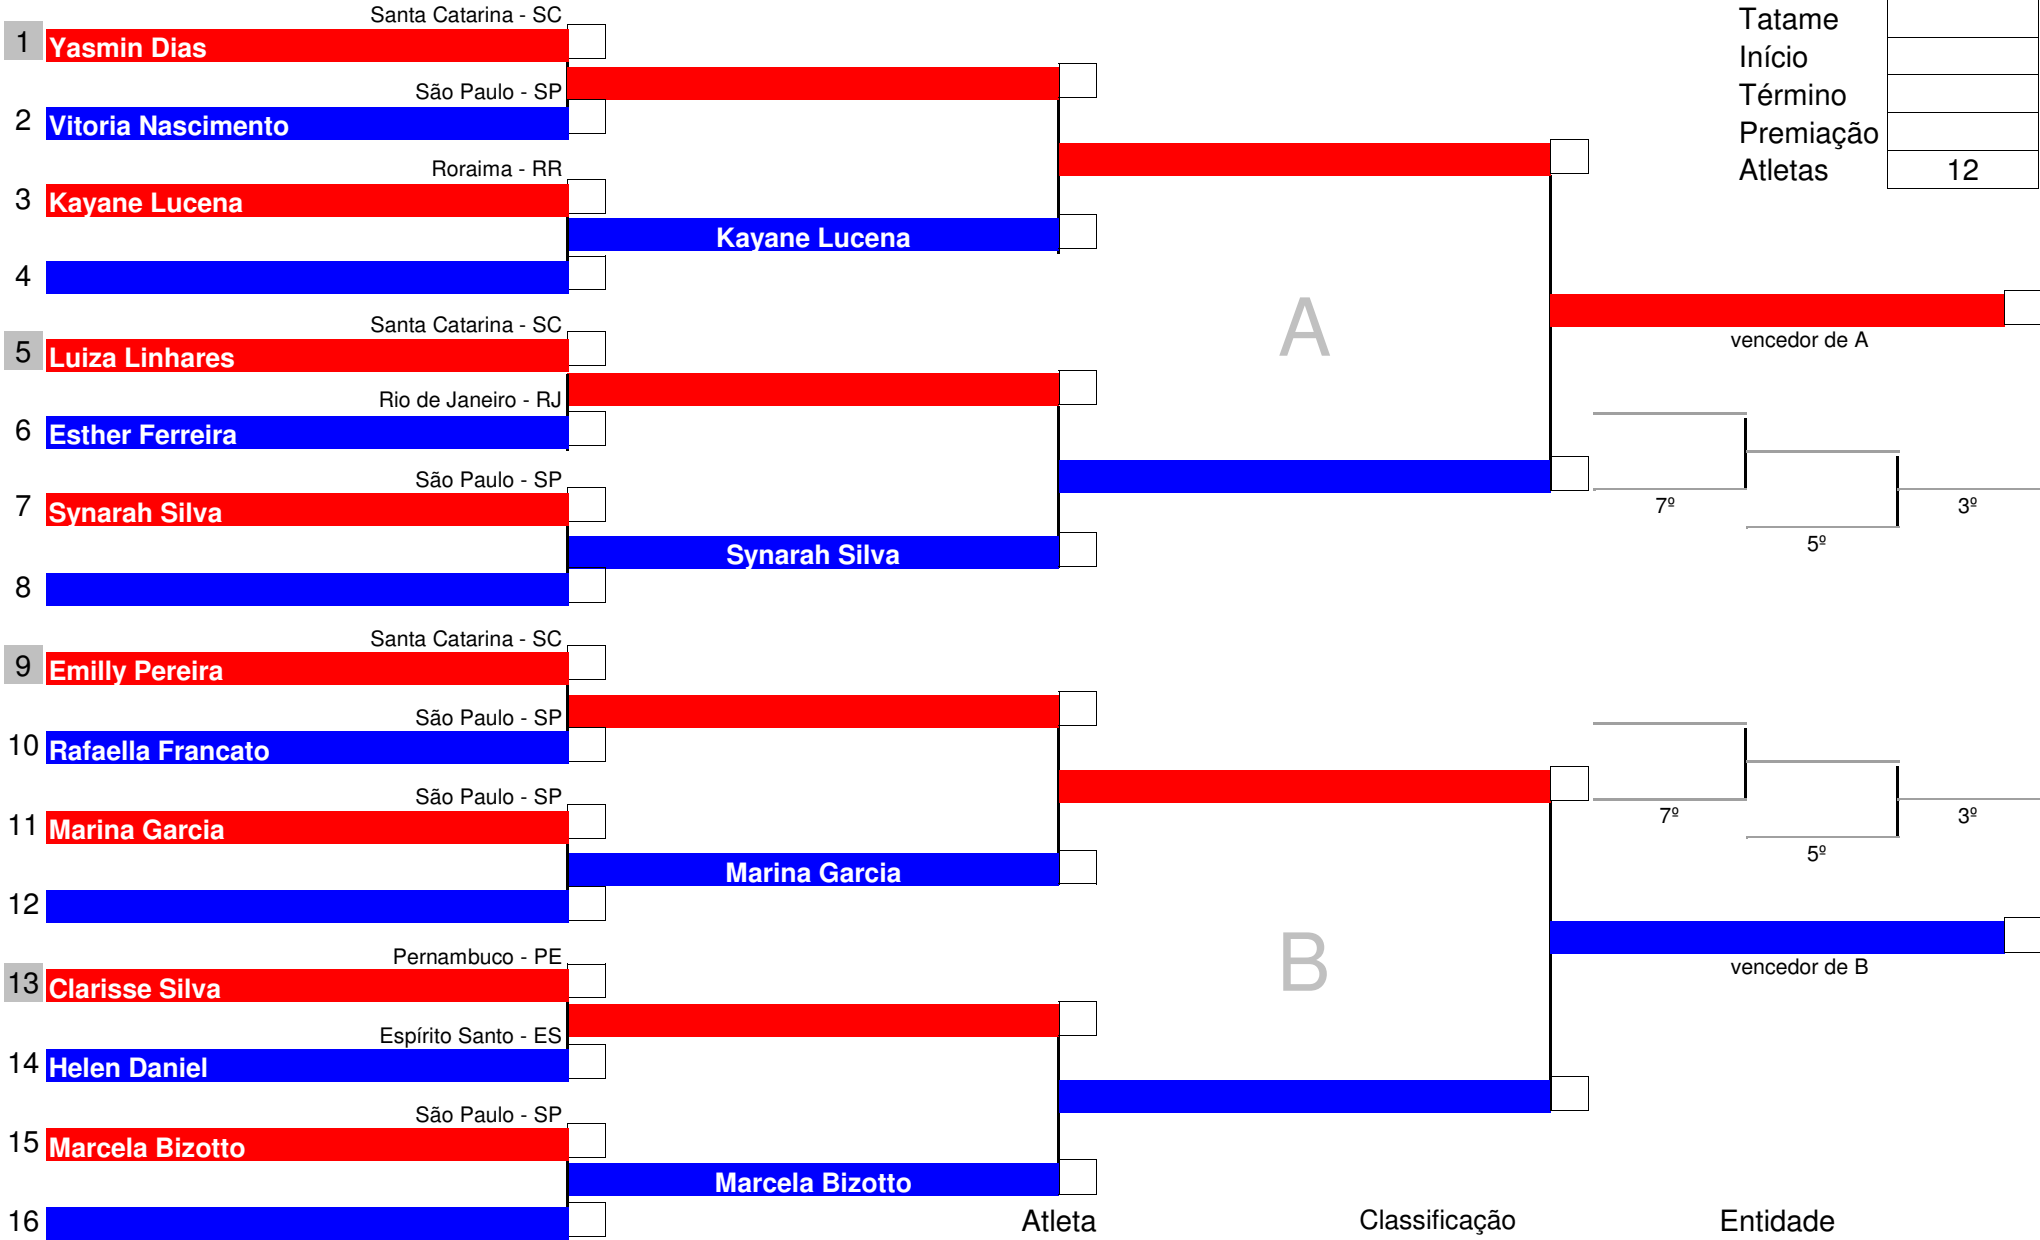 Santa Catarina - SC
1 Yasmin Dias
São Paulo - SP
2 Vitoria Nascimento
Roraima - RR
3 Kayane Lucena
Kayane Lucena
4
Santa Catarina - SC
5 Luiza Linhares
Rio de Janeiro - RJ
6 Esther Ferreira
São Paulo - SP
7 Synarah Silva
Synarah Silva
8
Santa Catarina - SC
9 Emilly Pereira
São Paulo - SP
10 Rafaella Francato
São Paulo - SP
11 Marina Garcia
Marina Garcia
12
Pernambuco - PE
13 Clarisse Silva
Espírito Santo - ES
14 Helen Daniel
São Paulo - SP
15 Marcela Bizotto
Marcela Bizotto
16
A
B
Tatame
Início
Término
Premiação
Atletas 12
vencedor de A
7º
3º
5º
7º
3º
5º
vencedor de B
Atleta Classificação Entidade